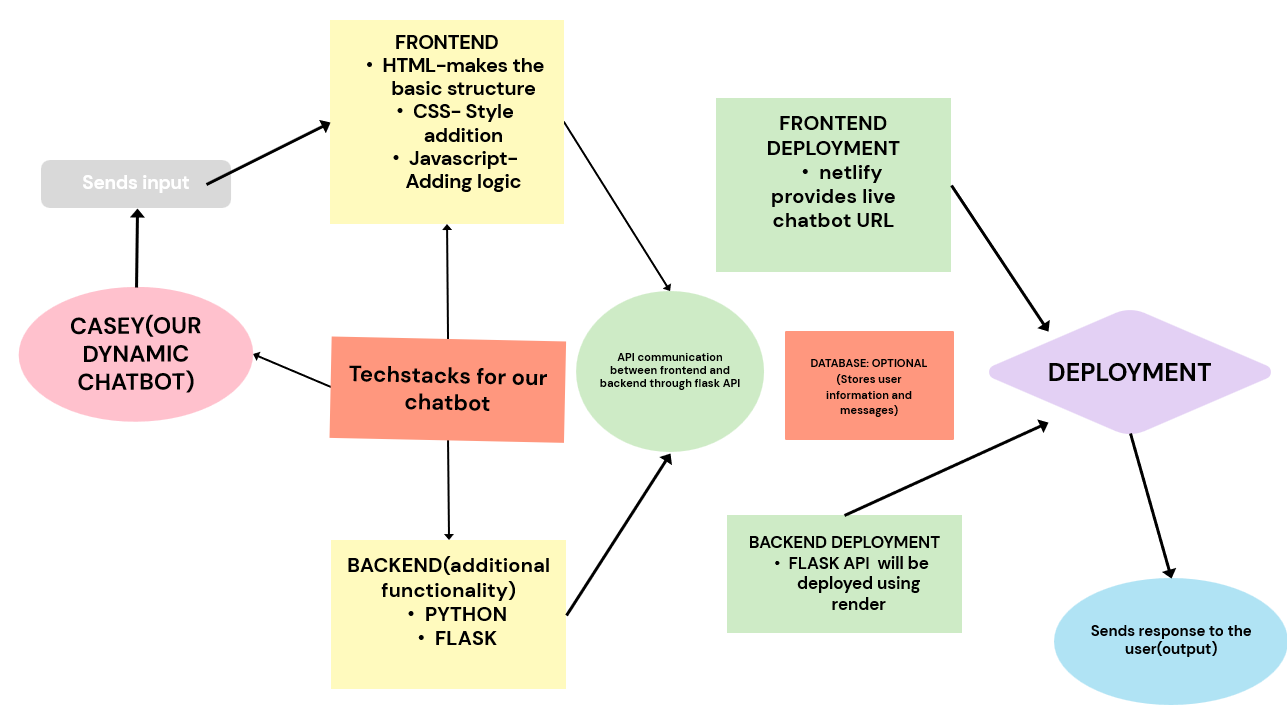 FRONTEND
• HTML-makes the
basic structure
• CSS- Style
addition
• Javascript-
Adding logic
Sends input
CASEY(OUR
DYNAMIC
CHATBOT)
Techstacks for our
chatbot
BACKEND(additional
functionality)
• PYTHON
• FLASK
API communication
between frontend and
backend through flask API
FRONTEND
DEPLOYMENT
• netlify
provides live
chatbot URL
DATABASE: OPTIONAL
(Stores user
information and
messages)
BACKEND DEPLOYMENT
• FLASK API will be
deployed using
render
DEPLOYMENT
Sends response to the
user(output)